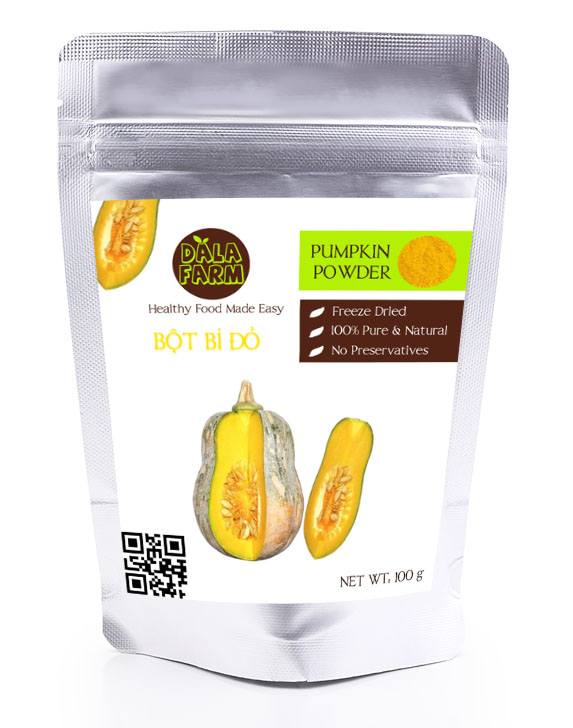 DALA
FARM
Healthy Food Made Easy
BỘT BÍ ĐỎ
PUMPKIN
POWDER
Freeze Dried
100% Pure & Natural
No Preservatives
NET WT: 100 g